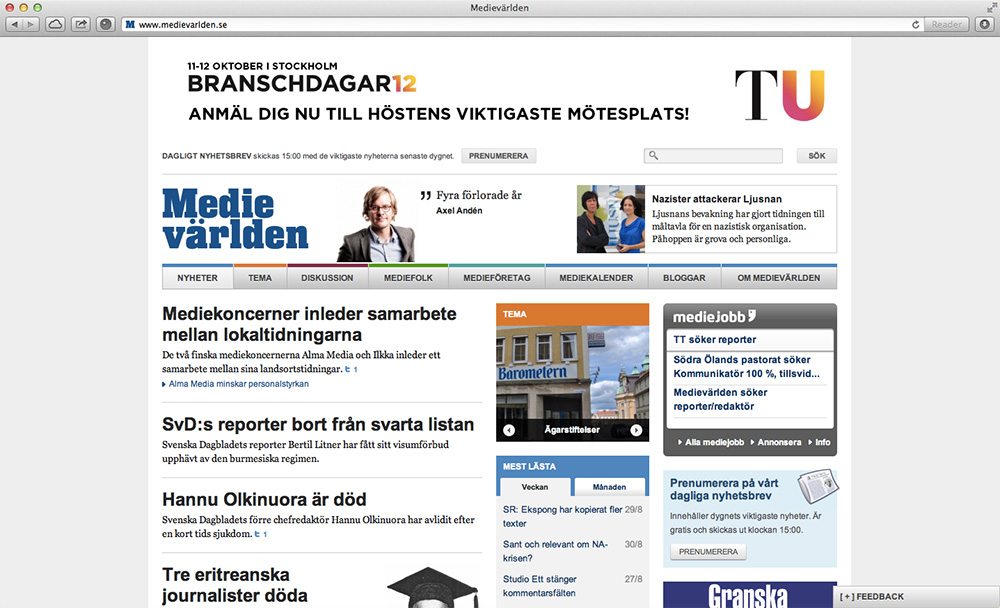 Medievärlden
www.medievarlden.se
Reader
11-12 OKTOBER I STOCKHOLM
BRANSCHDAGAR12
ANMÄL DIG NU TILL HÖSTENS VIKTIGASTE MÖTESPLATS!
TU
DAGLIGT NYHETSBREV skickas 15:00 med de viktigaste nyheterna senaste dygnet.
PRENUMERERA
SÖK
Medie
världen
” Fyra förlorade år
Axel Andén
Nazister attackerar Ljusnan
Ljusnans bevakning har gjort tidningen till
måltavla för en nazistisk organisation.
Påhoppen är grova och personliga.
NYHETER
TEMA
DISKUSSION
MEDIEFOLK
MEDIEFÖRETAG
MEDIEKALENDER
BLOGGAR
OM MEDIEVÄRLDEN
Mediekoncerner inleder samarbete
mellan lokaltidningarna
De två finska mediekoncernerna Alma Media och Ilkka inleder ett
samarbete mellan sina landsortstidningar. t 1
Alma Media minskar personalstyrkan
SvD:s reporter bort från svarta listan
Svenska Dagbladets reporter Bertil Litner har fått sitt visumförbud
upphävt av den burmesiska regimen.
Hannu Olkinuora är död
Svenska Dagbladets förre chefredaktör Hannu Olkinuora har avlidit efter
en kort tids sjukdom. t 1
Tre eritreanska
journalister döda
TEMA
Barometern
Ägarstiftelser
MEST LÄSTA
Veckan
Månaden
SR: Ekspong har kopierat fler 29/8
texter
Sant och relevant om NA- 30/8
krisen?
Studio Ett stänger 27/8
kommentarsfälten
mediejobb
TT söker reporter
Södra Ölands pastorat söker
Kommunikatör 100 %, tillsvid...
Medievärlden söker
reporter/redaktör
Alla mediejobb
Annonsera
Info
Prenumerera på vårt
dagliga nyhetsbrev
Innehåller dygnets viktigaste nyheter. Är
gratis och skickas ut klockan 15:00.
PRENUMERERA
Granska
[+] FEEDBACK